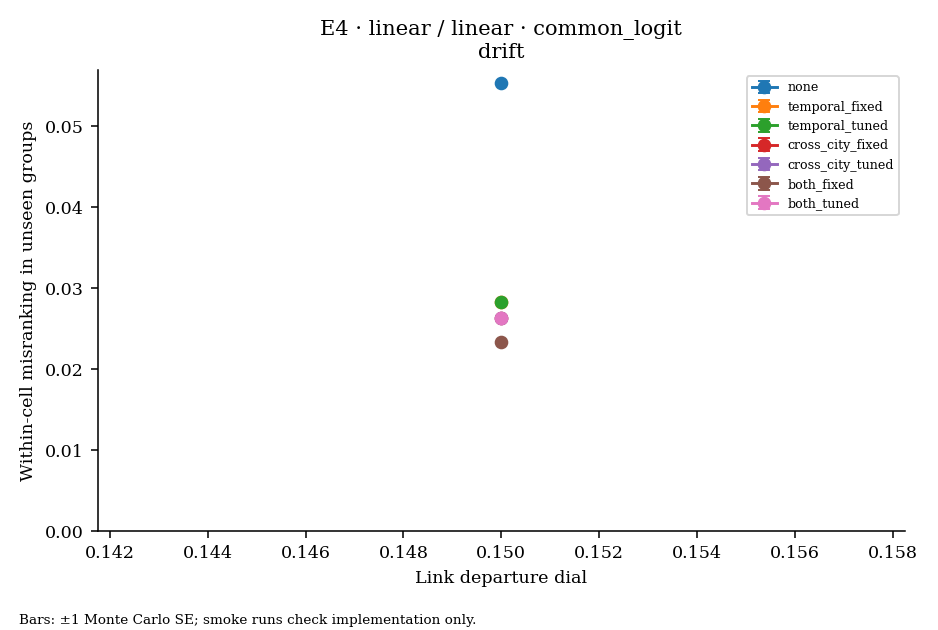 E4 · linear / linear · common_logit
drift
Within-cell misranking in unseen groups
0.05
0.04
0.03
0.02
0.01
0.00
none
temporal_fixed
temporal_tuned
cross_city_fixed
cross_city_tuned
both_fixed
both_tuned
0.142 0.144 0.146 0.148 0.150 0.152 0.154 0.156 0.158
Link departure dial
Bars: ±1 Monte Carlo SE; smoke runs check implementation only.